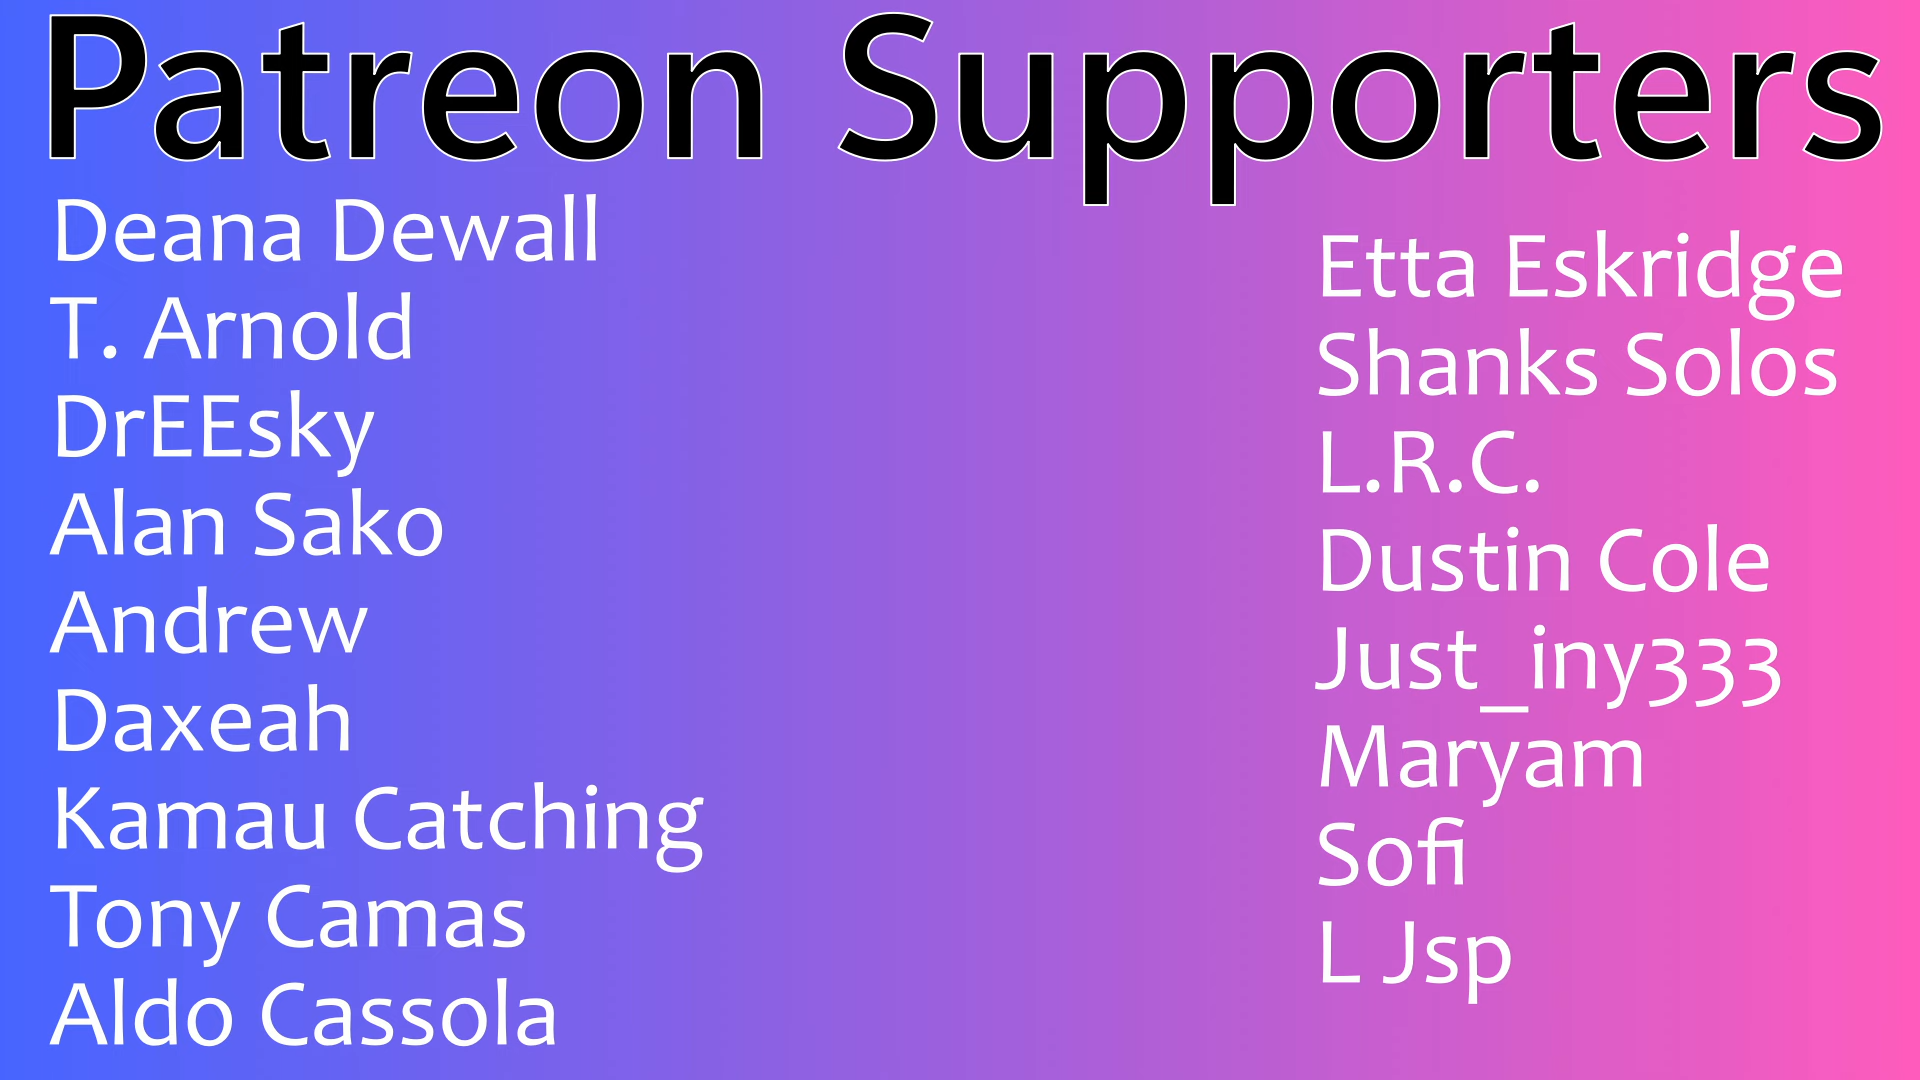 Patreon Supporters
Deana Dewall
T. Arnold
DrEEsky
Alan Sako
Andrew
Daxeah
Kamau Catching
Tony Camas
Aldo Cassola
Etta Eskridge
Shanks Solos
L.R.C.
Dustin Cole
Just_iny333
Maryam
Sofi
L Jsp